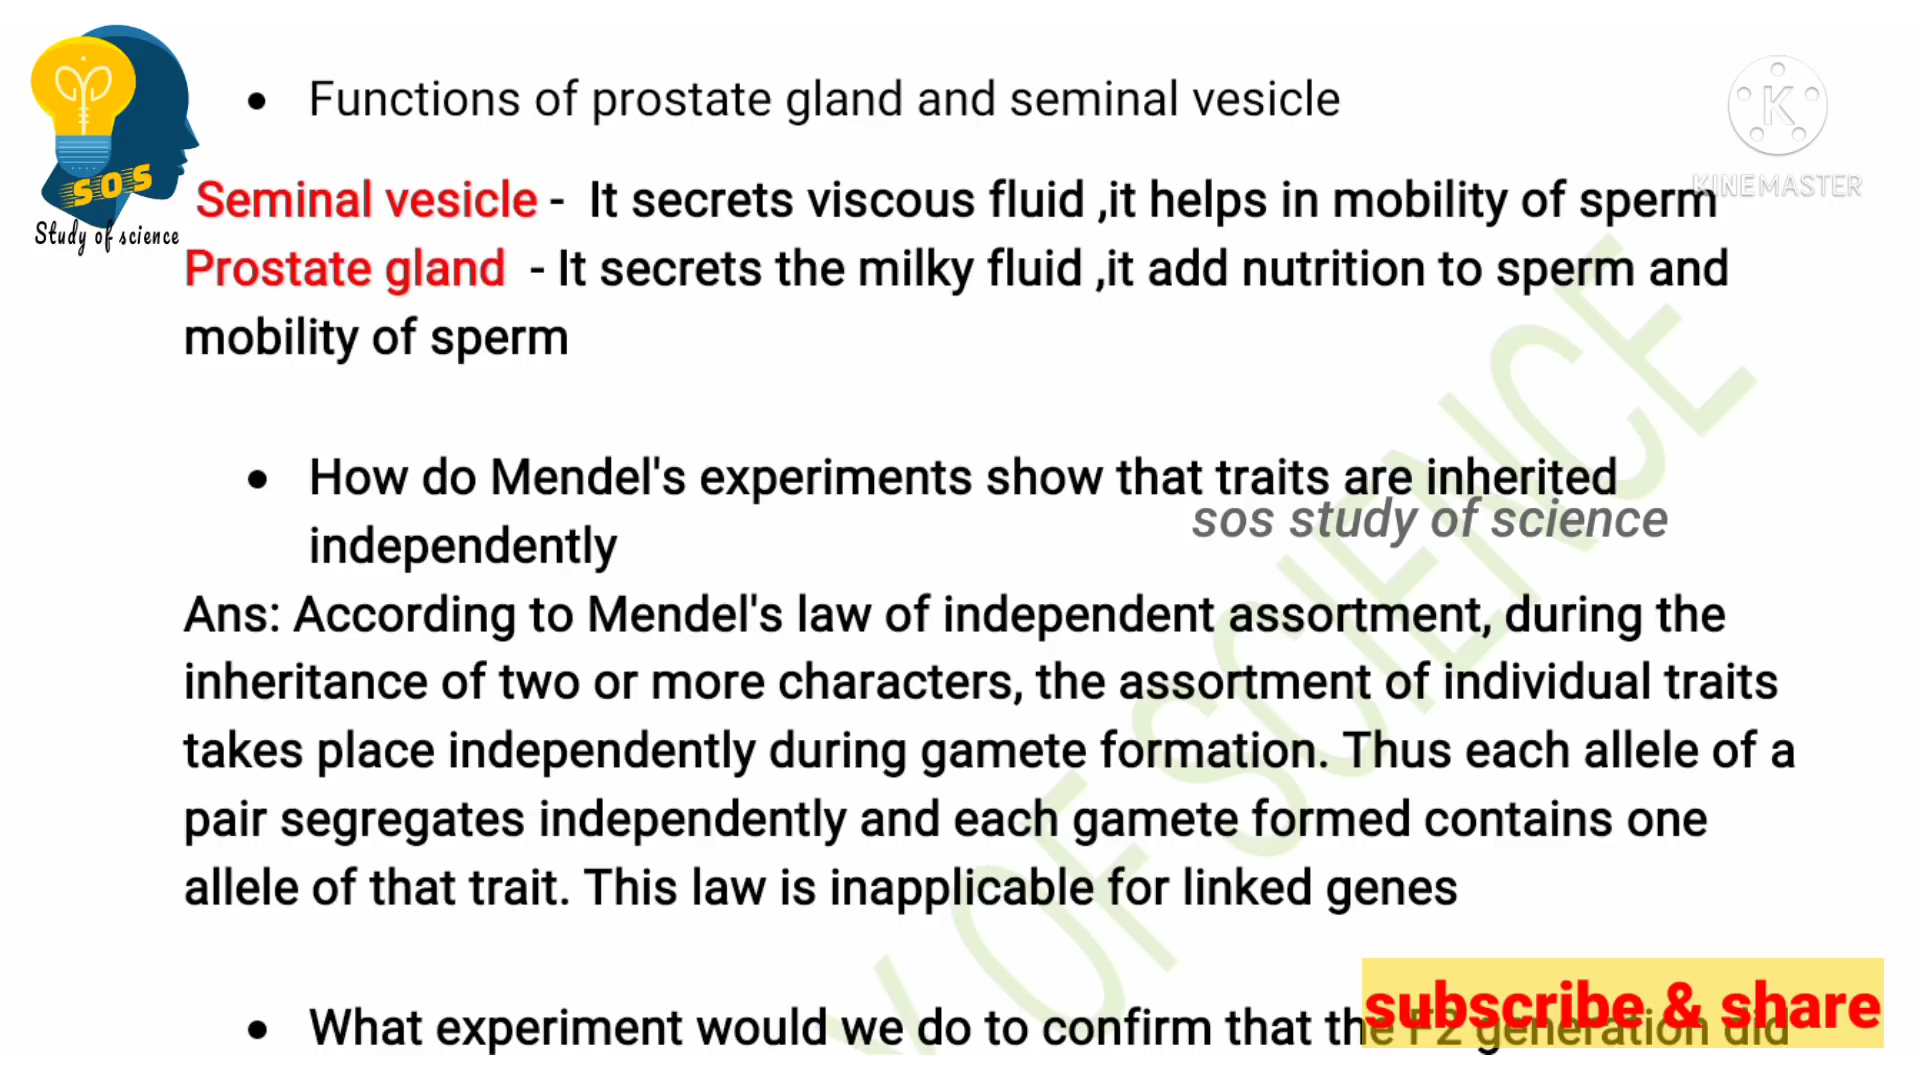 • Functions of prostate gland and seminal vesicle
K
KINEMASTER
SOS
Study of science
Seminal vesicle - It secrets viscous fluid ,it helps in mobility of sperm
Prostate gland - It secrets the milky fluid ,it add nutrition to sperm and
mobility of sperm
• How do Mendel's experiments show that traits are inherited
independently
sos study of science
Ans: According to Mendel's law of independent assortment, during the
inheritance of two or more characters, the assortment of individual traits
takes place independently during gamete formation. Thus each allele of a
pair segregates independently and each gamete formed contains one
allele of that trait. This law is inapplicable for linked genes
• What experiment would we do to confirm that the F2 generation did
subscribe & share
Y OF SCIENCE